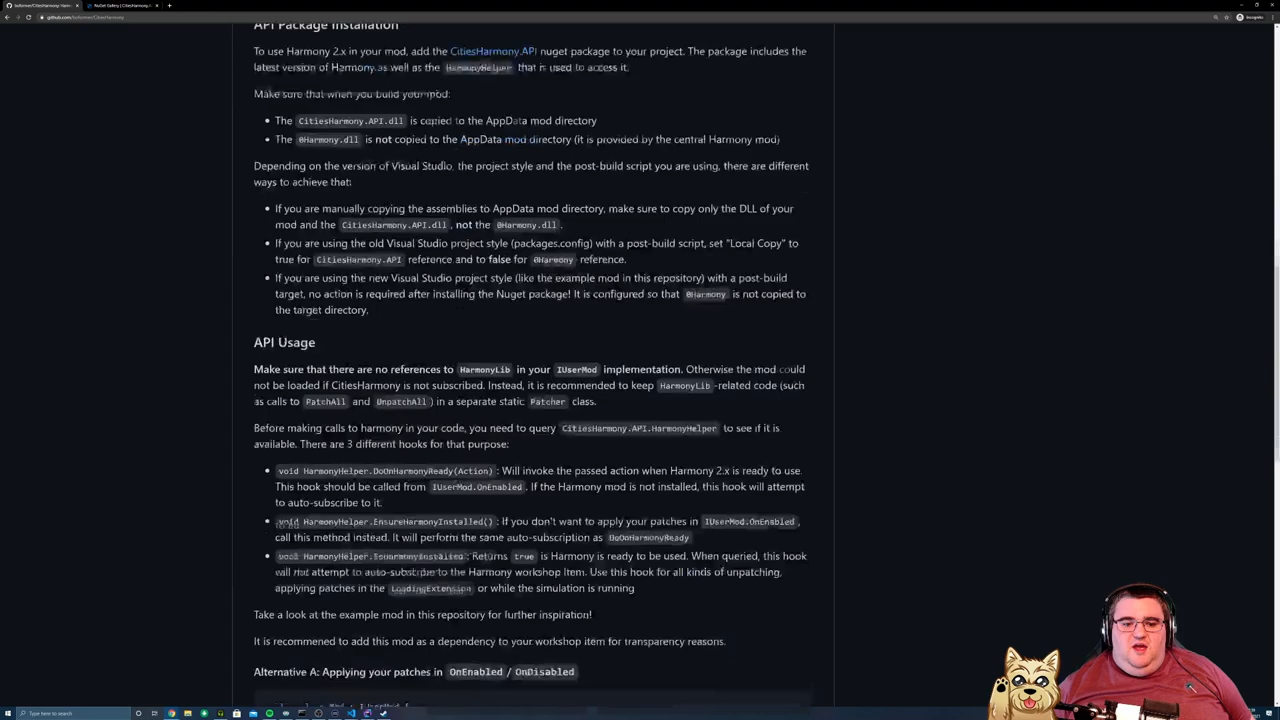 boformer/CitiesHarmony: Harmony
NuGet Gallery | CitiesHarmony.A
github.com/boformer/CitiesHarmony
Incognito
API Package Installation
To use Harmony 2.x in your mod, add the CitiesHarmony.API nuget package to your project. The package includes the
latest version of Harmony as well as the HarmonyHelper that is used to access it.
Make sure that when you build your mod:
The CitiesHarmony.API.dll is copied to the AppData mod directory
The 0Harmony.dll is not copied to the AppData mod directory (it is provided by the central Harmony mod)
Depending on the version of Visual Studio, the project style and the post-build script you are using, there are different
ways to achieve that:
If you are manually copying the assemblies to AppData mod directory, make sure to copy only the DLL of your
mod and the CitiesHarmony.API.dll, not the 0Harmony.dll.
If you are using the old Visual Studio project style (packages.config) with a post-build script, set "Local Copy" to
true for CitiesHarmony.API reference and to false for 0Harmony reference.
If you are using the new Visual Studio project style (like the example mod in this repository) with a post-build
target, no action is required after installing the Nuget package! It is configured so that 0Harmony is not copied to
the target directory.
API Usage
Make sure that there are no references to HarmonyLib in your IUserMod implementation. Otherwise the mod could
not be loaded if CitiesHarmony is not subscribed. Instead, it is recommended to keep HarmonyLib-related code (such
as calls to PatchAll and UnpatchAll) in a separate static Patcher class.
Before making calls to harmony in your code, you need to query CitiesHarmony.API.HarmonyHelper to see if it is
available. There are 3 different hooks for that purpose:
void HarmonyHelper.DoOnHarmonyReady(Action): Will invoke the passed action when Harmony 2.x is ready to use.
This hook should be called from IUserMod.OnEnabled. If the Harmony mod is not installed, this hook will attempt
to auto-subscribe to it.
void HarmonyHelper.EnsureHarmonyInstalled(): If you don't want to apply your patches in IUserMod.OnEnabled,
call this method instead. It will perform the same auto-subscription as DoOnHarmonyReady
bool HarmonyHelper.IsHarmonyInstalled: Returns true is Harmony is ready to be used. When queried, this hook
will not attempt to auto-subscribe to the Harmony workshop item. Use this hook for all kinds of unpatching,
applying patches in the LoadingExtension or while the simulation is running
Take a look at the example mod in this repository for further inspiration!
It is recommened to add this mod as a dependency to your workshop item for transparency reasons.
Alternative A: Applying your patches in OnEnabled / OnDisabled
Type here to search